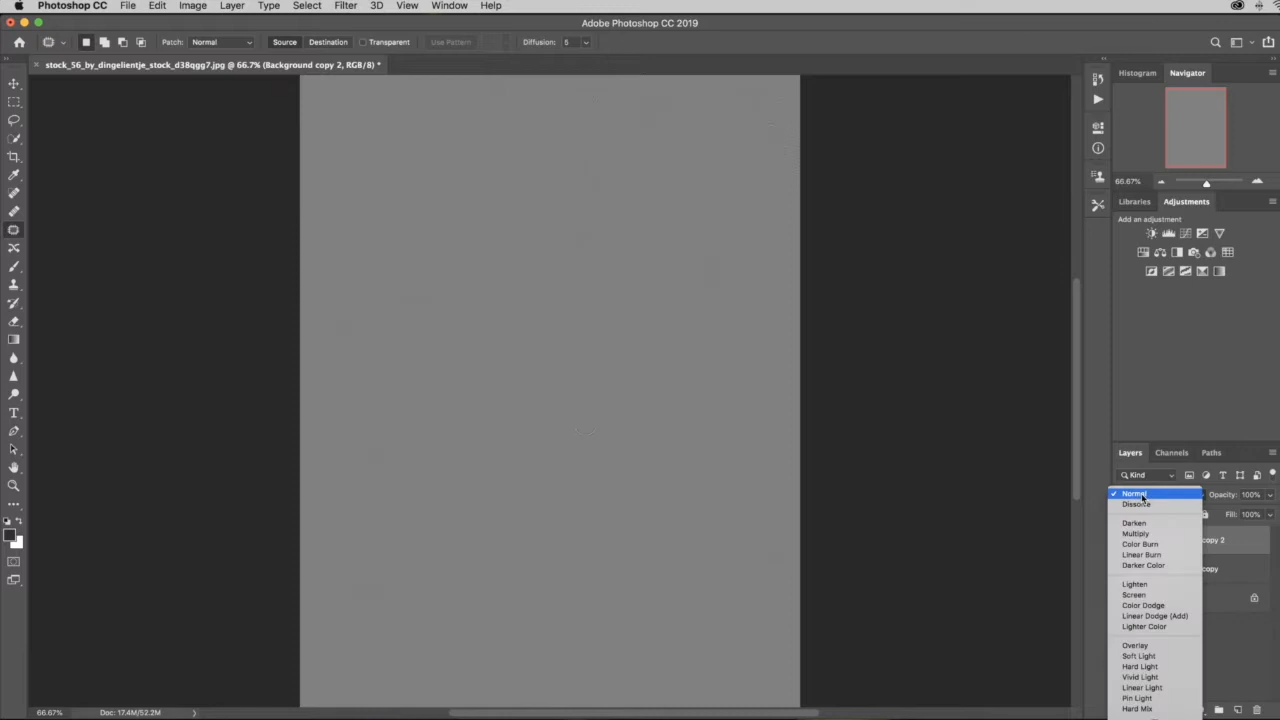 Photoshop CC File Edit Image Layer Type Select Filter 3D View Window Help
Adobe Photoshop CC 2019
Patch: Normal Source Destination Transparent Use Pattern Diffusion: 5
stock_56_by_dingelientje_stock_d38qgg7.jpg @ 66.7% (Background copy 2, RGB/8) *
Histogram Navigator
66.67%
Libraries Adjustments
Add an adjustment
Layers Channels Paths
Kind
Normal Opacity: 100%
Dissolve
Fill: 100%
Darken
Multiply
copy 2
Color Burn
Linear Burn
Darker Color
copy
Lighten
Screen
Color Dodge
Linear Dodge (Add)
Lighter Color
Overlay
Soft Light
Hard Light
Vivid Light
Linear Light
Pin Light
Hard Mix
66.67% Doc: 17.4M/52.2M